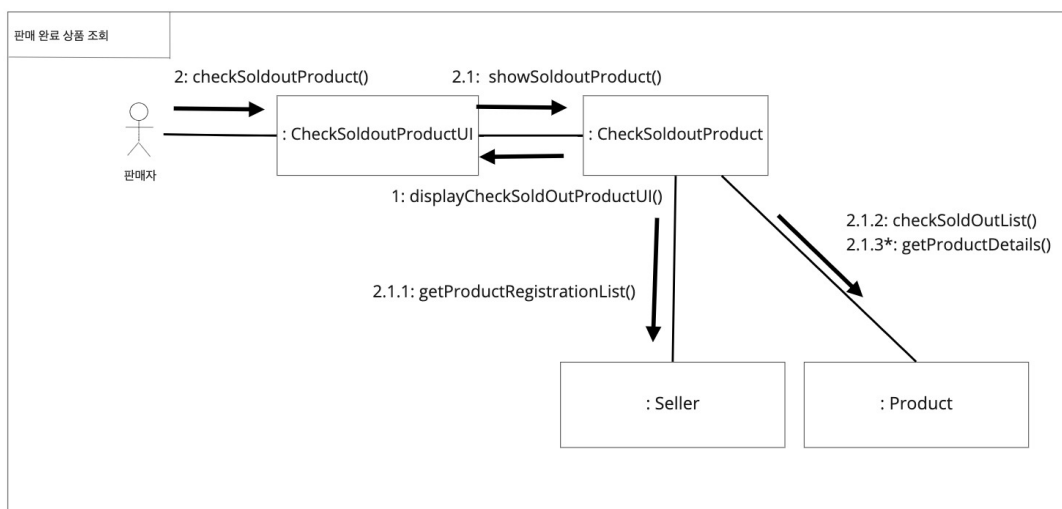 판매 완료 상품 조회
2: checkSoldoutProduct()
2.1:  showSoldoutProduct()
: CheckSoldoutProductUI
: CheckSoldoutProduct
판매자
1: displayCheckSoldOutProductUI()
2.1.2: checkSoldOutList()
2.1.3*: getProductDetails()
2.1.1: getProductRegistrationList()
: Seller
: Product